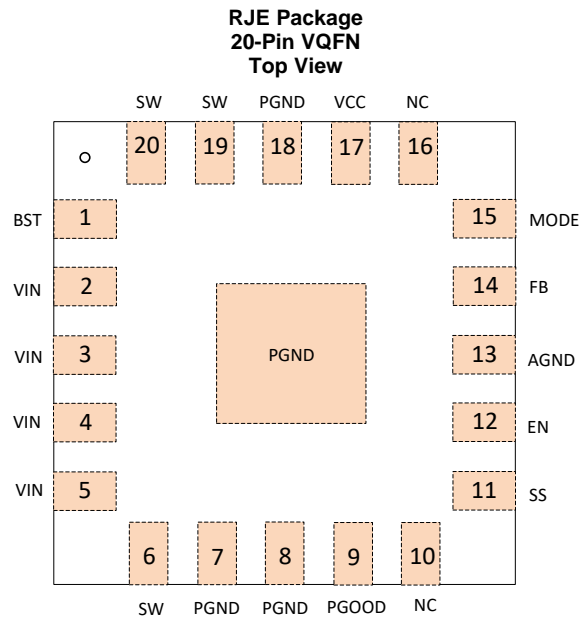 RJE Package
20-Pin VQFN
Top View
SW SW PGND VCC NC
20 19 18 17 16
BST 1 15 MODE
VIN 2 14 FB
VIN 3 PGND 13 AGND
VIN 4 12 EN
VIN 5 11 SS
6 7 8 9 10
SW PGND PGND PGOOD NC